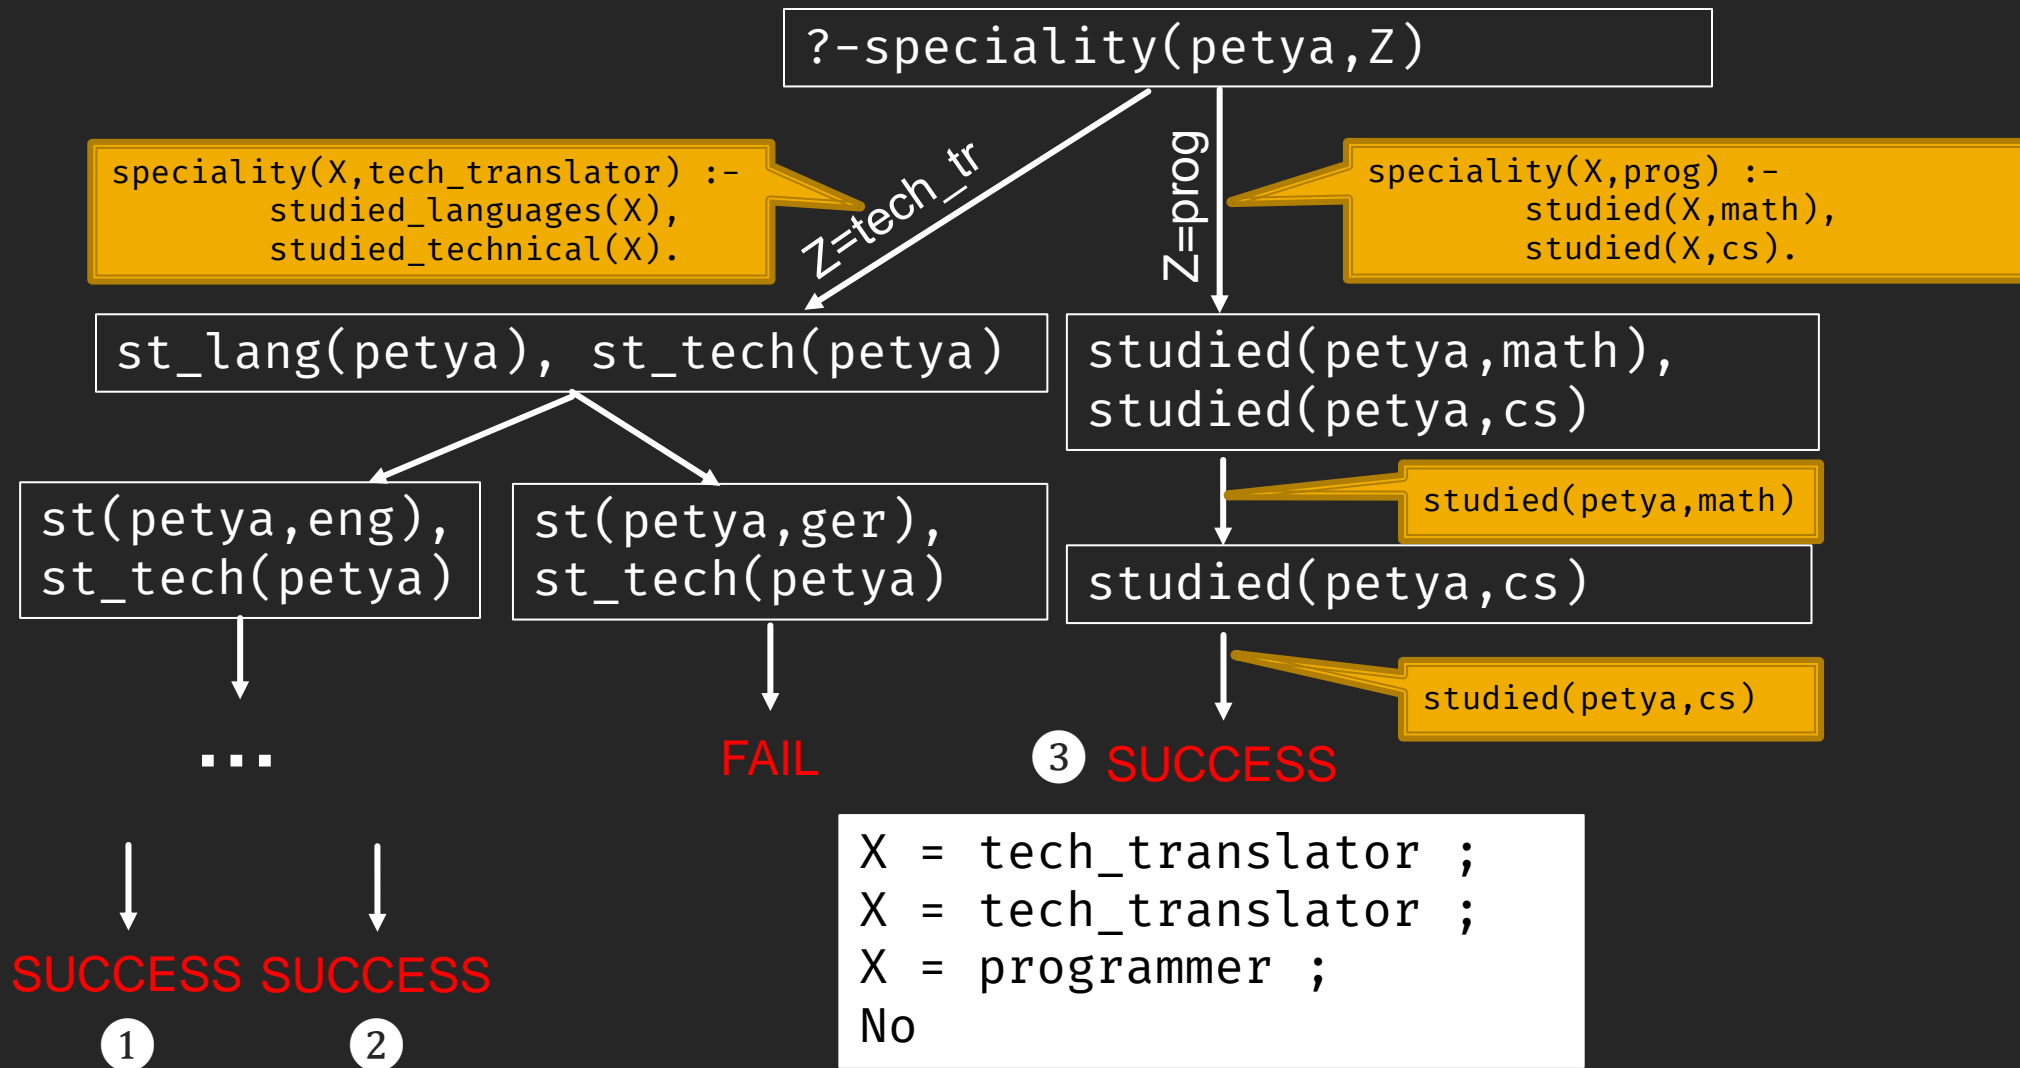 ?-speciality(petya,Z)
speciality(X,tech_translator) :-
studied_languages(X),
studied_technical(X).
Z=tech_tr
Z=prog
speciality(X,prog) :-
studied(X,math),
studied(X,cs).
st_lang(petya), st_tech(petya)
studied(petya,math),
studied(petya,cs)
st(petya,eng),
st_tech(petya)
st(petya,ger),
st_tech(petya)
studied(petya,math)
studied(petya,cs)
studied(petya,cs)
...
FAIL
3 SUCCESS
X = tech_translator ;
X = tech_translator ;
X = programmer ;
No
SUCCESS SUCCESS
1 2